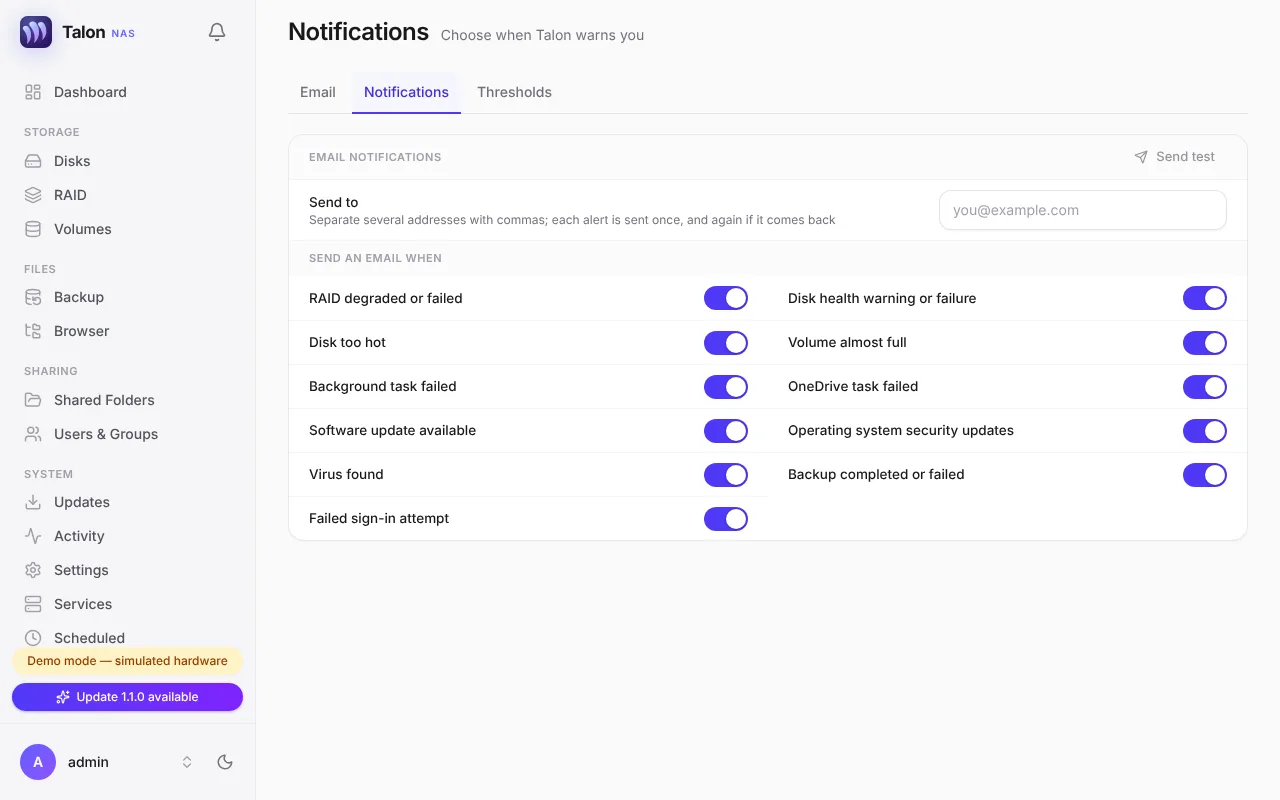 Talon NAS
Dashboard
STORAGE
Disks
RAID
Volumes
FILES
Backup
Browser
SHARING
Shared Folders
Users & Groups
SYSTEM
Updates
Activity
Settings
Services
Scheduled
Demo mode — simulated hardware
Update 1.1.0 available
A admin
Notifications Choose when Talon warns you
Email Notifications Thresholds
EMAIL NOTIFICATIONS Send test
Send to
Separate several addresses with commas; each alert is sent once, and again if it comes back
you@example.com
SEND AN EMAIL WHEN
RAID degraded or failed Disk health warning or failure
Disk too hot Volume almost full
Background task failed OneDrive task failed
Software update available Operating system security updates
Virus found Backup completed or failed
Failed sign-in attempt